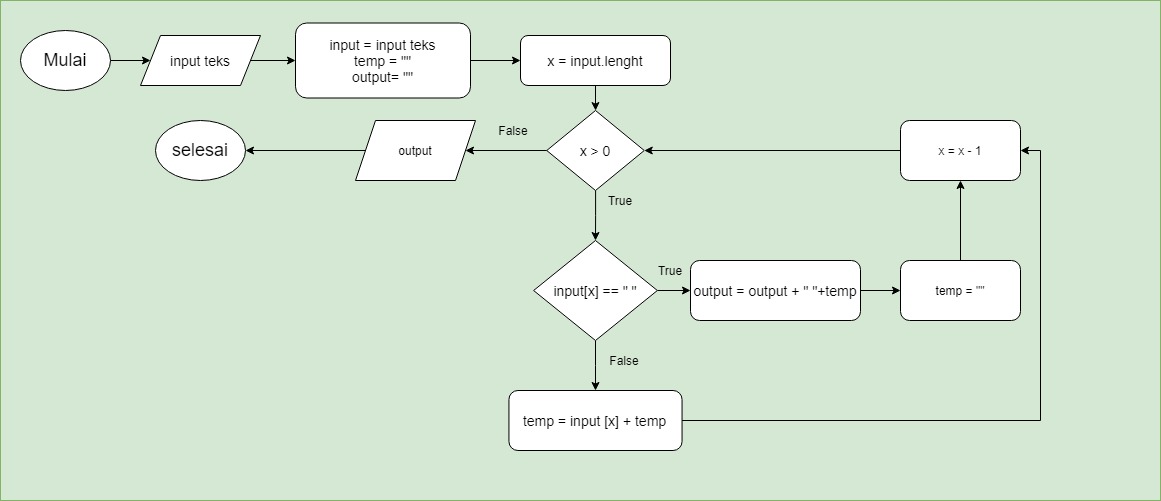 Mulai
input teks
input = input teks
temp = ""
output= ""
x = input.lenght
selesai
output
False
x > 0
x = x - 1
True
input[x] == " "
True
output = output + " "+temp
temp = ""
False
temp = input [x] + temp